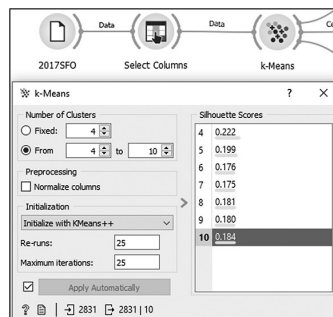 Data
Data
Co
2017SFO
Select Columns
k-Means
k-Means
?
X
Number of Clusters
Fixed: 4
From 4 to 10
Preprocessing
Normalize columns
Initialization
Initialize with KMeans++
Re-runs: 25
Maximum iterations: 25
Apply Automatically
? 2831 2831 | 10
Silhouette Scores
4 0.222
5 0.199
6 0.176
7 0.175
8 0.181
9 0.180
10 0.184